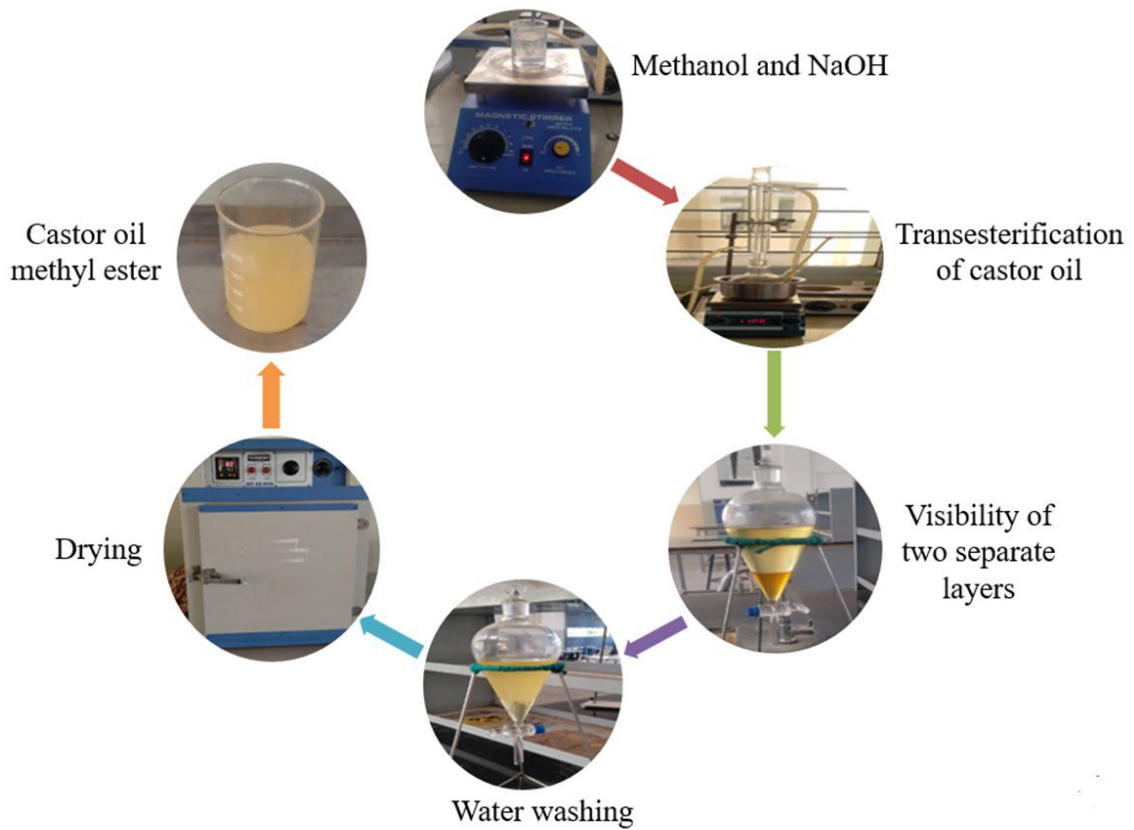 Methanol and NaOH
MAGNETIC STIRRER
Transesterification
of castor oil
Visibility of
two separate
layers
Water washing
Drying
Castor oil
methyl ester